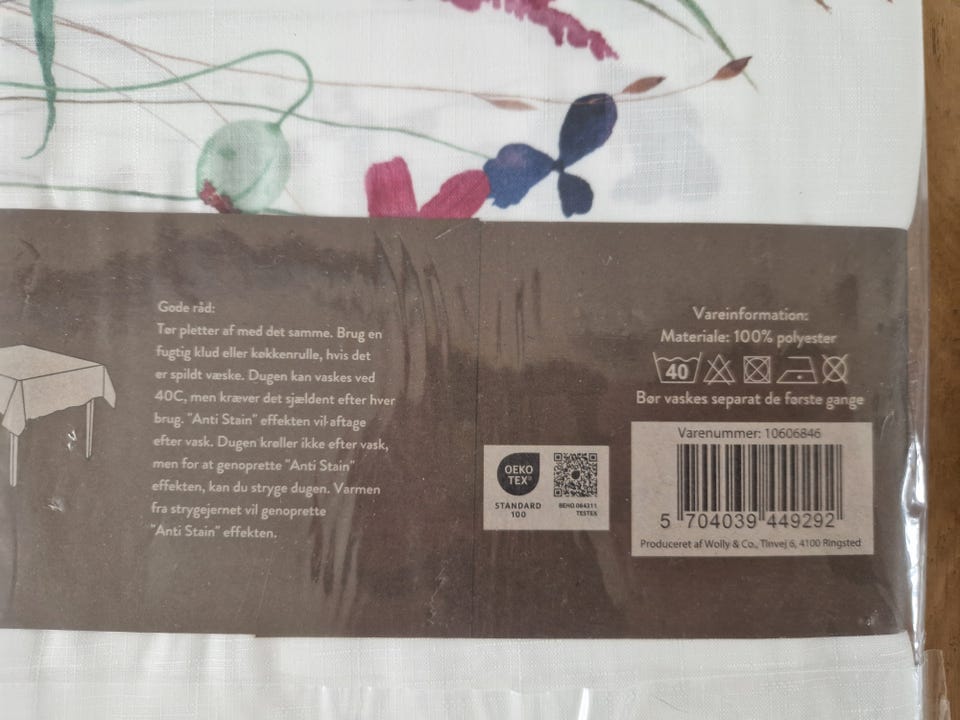 Gode råd:
Tør pletter af med det samme. Brug en
fugtig klud eller køkkenrulle, hvis det
er spildt væske. Dugen kan vaskes ved
40C, men kræver det sjældent efter hver
brug. "Anti Stain" effekten vil aftage
efter vask. Dugen krøller ikke efter vask,
men for at genoprette "Anti Stain"
effekten, kan du stryge dugen. Varmen
fra strygejernet vil genoprette
"Anti Stain" effekten.
OEKO
TEX®
STANDARD
100
BEHO.084211
TESTEX
Vareinformation:
Materiale: 100% polyester
40
Bør vaskes separat de første gange
Varenummer: 10606846
5 704039 449292
Produceret af Wolly & Co., Tinvej 6, 4100 Ringsted